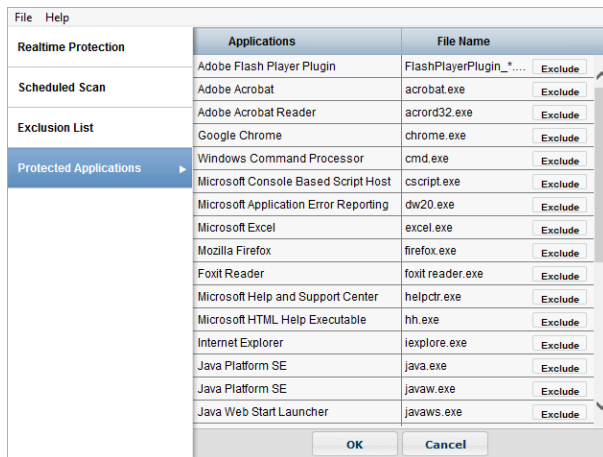 File Help
Realtime Protection
Scheduled Scan
Exclusion List
Protected Applications
Applications File Name
Adobe Flash Player Plugin FlashPlayerPlugin_*.... Exclude
Adobe Acrobat acrobat.exe Exclude
Adobe Acrobat Reader acrord32.exe Exclude
Google Chrome chrome.exe Exclude
Windows Command Processor cmd.exe Exclude
Microsoft Console Based Script Host cscript.exe Exclude
Microsoft Application Error Reporting dw20.exe Exclude
Microsoft Excel excel.exe Exclude
Mozilla Firefox firefox.exe Exclude
Foxit Reader foxit reader.exe Exclude
Microsoft Help and Support Center helpctr.exe Exclude
Microsoft HTML Help Executable hh.exe Exclude
Internet Explorer iexplore.exe Exclude
Java Platform SE java.exe Exclude
Java Platform SE javaw.exe Exclude
Java Web Start Launcher javaws.exe Exclude
OK Cancel